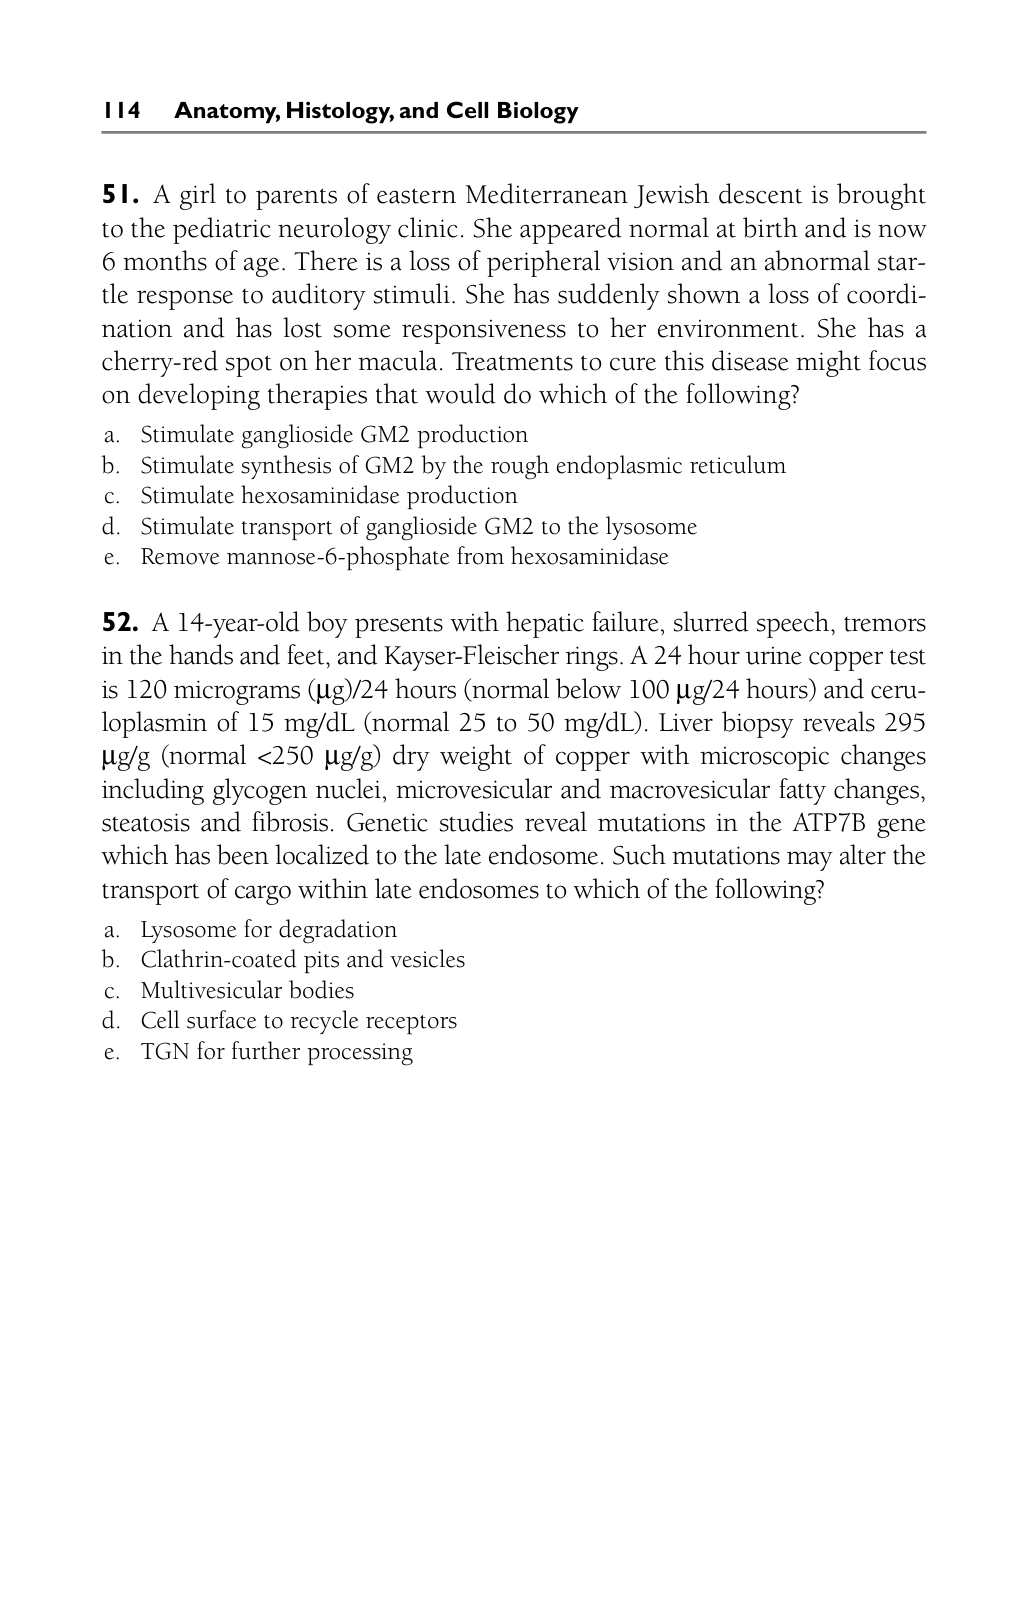 114 Anatomy, Histology, and Cell Biology
51. A girl to parents of eastern Mediterranean Jewish descent is brought
to the pediatric neurology clinic. She appeared normal at birth and is now
6 months of age. There is a loss of peripheral vision and an abnormal star-
tle response to auditory stimuli. She has suddenly shown a loss of coordi-
nation and has lost some responsiveness to her environment. She has a
cherry-red spot on her macula. Treatments to cure this disease might focus
on developing therapies that would do which of the following?
a. Stimulate ganglioside GM2 production
b. Stimulate synthesis of GM2 by the rough endoplasmic reticulum
c. Stimulate hexosaminidase production
d. Stimulate transport of ganglioside GM2 to the lysosome
e. Remove mannose-6-phosphate from hexosaminidase
52. A 14-year-old boy presents with hepatic failure, slurred speech, tremors
in the hands and feet, and Kayser-Fleischer rings. A 24 hour urine copper test
is 120 micrograms (μg)/24 hours (normal below 100 μg/24 hours) and ceru-
loplasmin of 15 mg/dL (normal 25 to 50 mg/dL). Liver biopsy reveals 295
μg/g (normal <250 μg/g) dry weight of copper with microscopic changes
including glycogen nuclei, microvesicular and macrovesicular fatty changes,
steatosis and fibrosis. Genetic studies reveal mutations in the ATP7B gene
which has been localized to the late endosome. Such mutations may alter the
transport of cargo within late endosomes to which of the following?
a. Lysosome for degradation
b. Clathrin-coated pits and vesicles
c. Multivesicular bodies
d. Cell surface to recycle receptors
e. TGN for further processing